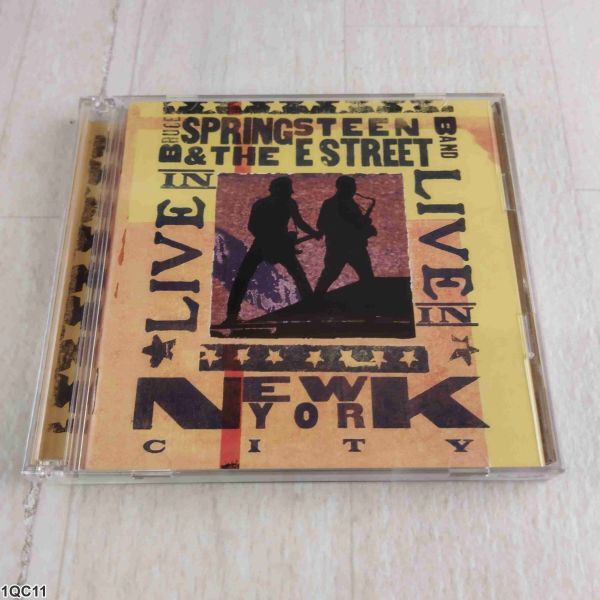 BRUCE SPRINGSTEEN
& THE E STREET BAND
LIVE IN
LIVE IN
NEW YORK
CITY
1QC11